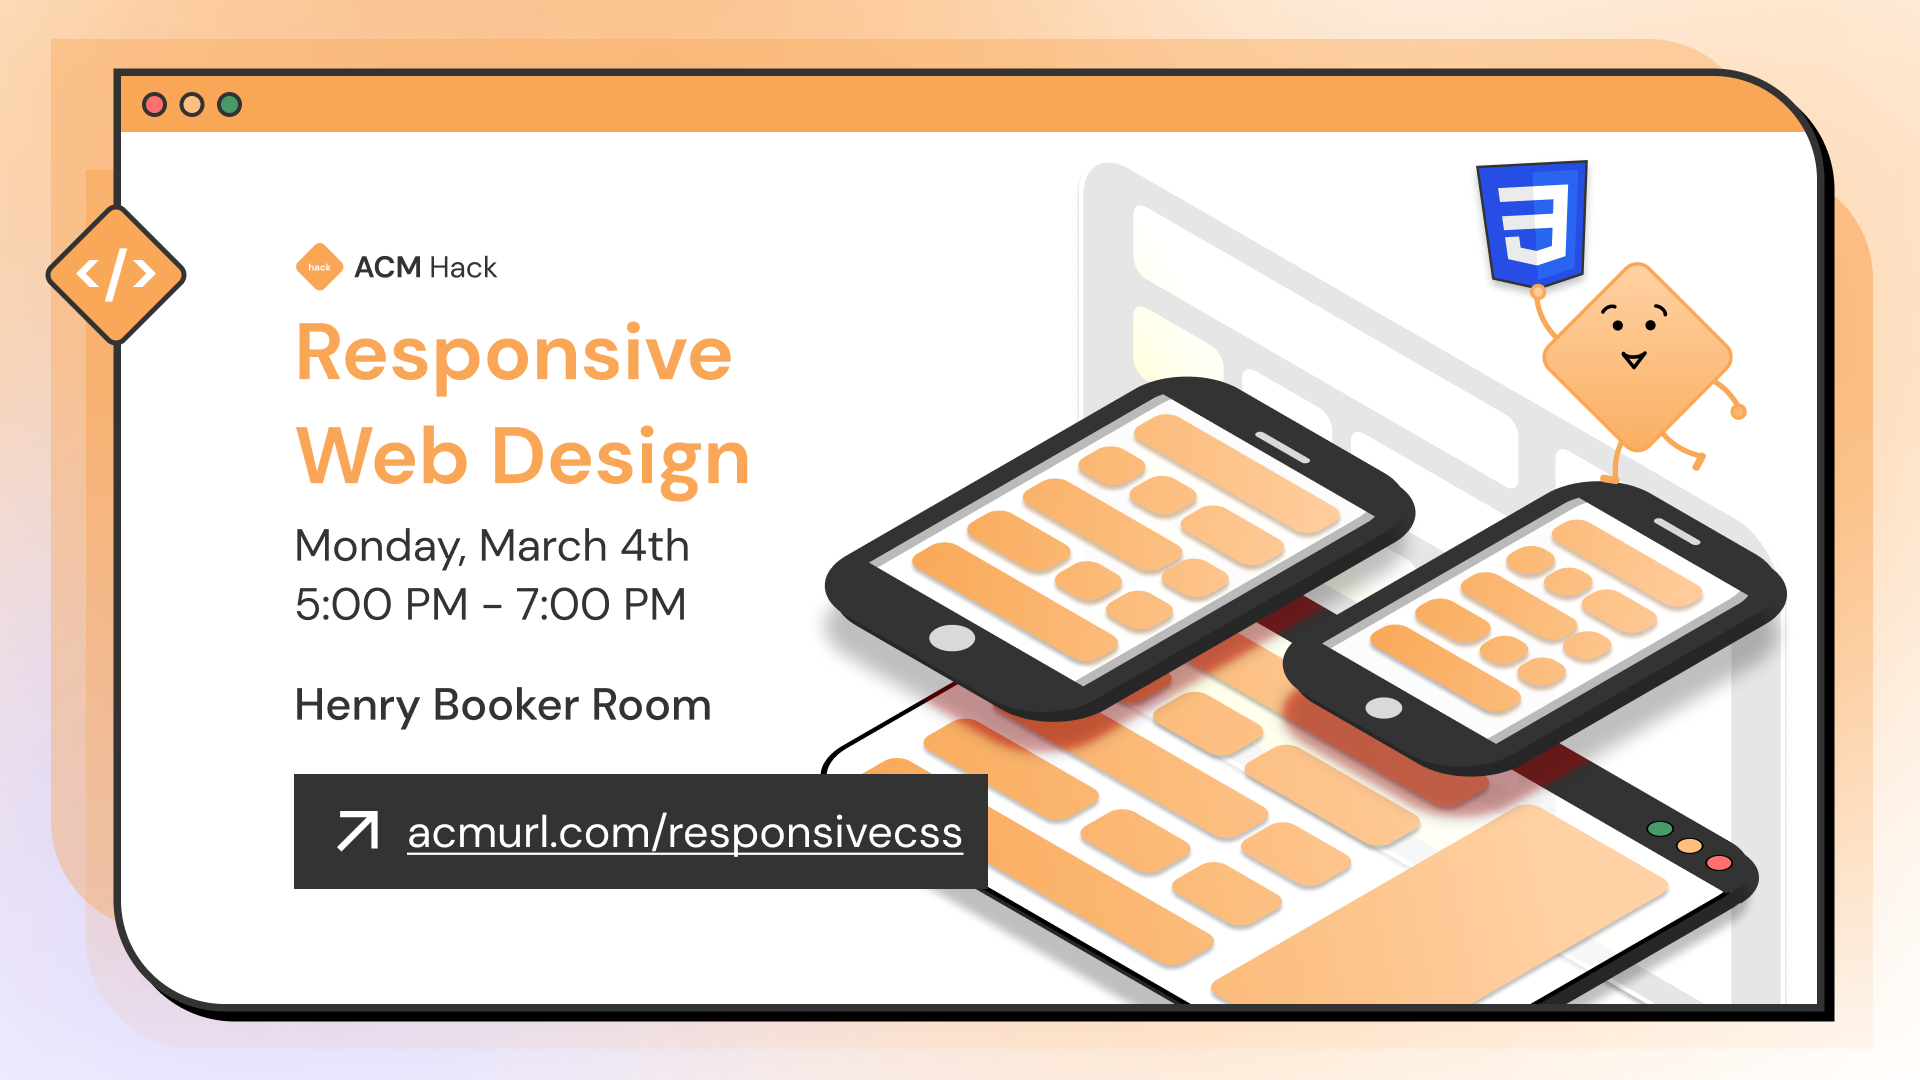 </>
hack
ACM Hack
Responsive
Web Design
Monday, March 4th
5:00 PM - 7:00 PM
Henry Booker Room
acmurl.com/responsivecss